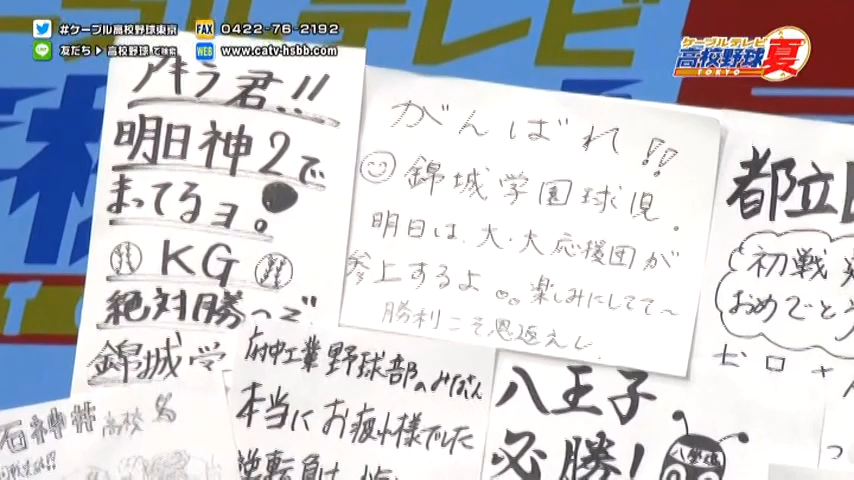 #ケーブル高校野球東京
FAX 0422-76-2192
LINE 友だち▶高校野球で検索
WEB www.catv-hsbb.com
ケーブルテレビ
高校野球夏
TOKYO
アキラ君!!
明日神2で
まってるヨ。
KG
絶対勝つぞ
錦城学
がんばれ!!
錦城学園球児.
明日は、大・大応援団が
参上するよ 楽しみにしてて〜
勝利こそ恩返えし.
都立
初戦
おめでとう
府中工業野球部のみなさん
本当にお疲れ様でした
逆転負け
八王子
必勝!
石神井高校